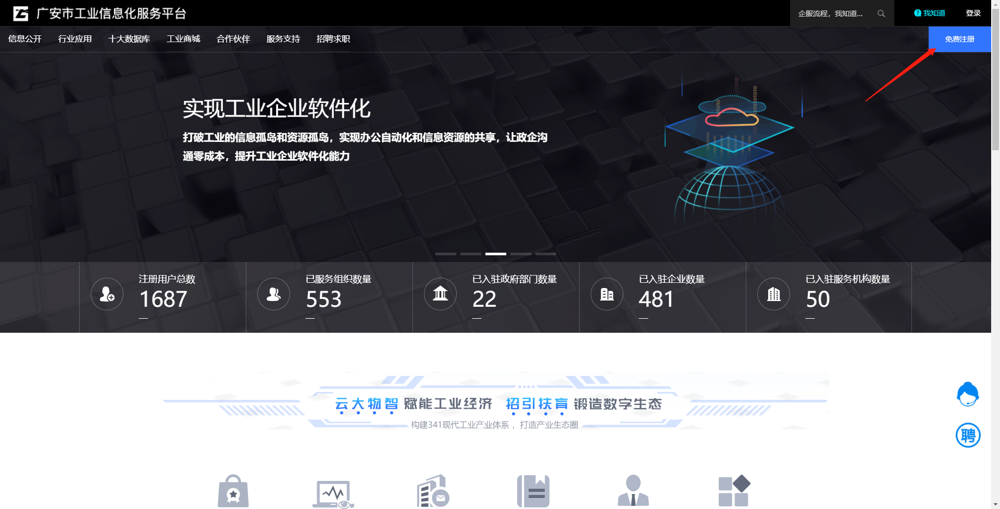 广安市工业信息化服务平台
企服流程，我知道...
我知道
登录
信息公开 行业应用 十大数据库 工业商城 合作伙伴 服务支持 招聘求职
免费注册
实现工业企业软件化
打破工业的信息孤岛和资源孤岛，实现办公自动化和信息资源的共享，让政企沟
通零成本，提升工业企业软件化能力
注册用户总数
1687
已服务组织数量
553
已入驻政府部门数量
22
已入驻企业数量
481
已入驻服务机构数量
50
云大物智 赋能工业经济 招引扶育 锻造数字生态
构建341现代工业产业体系 ，打造产业生态圈
聘